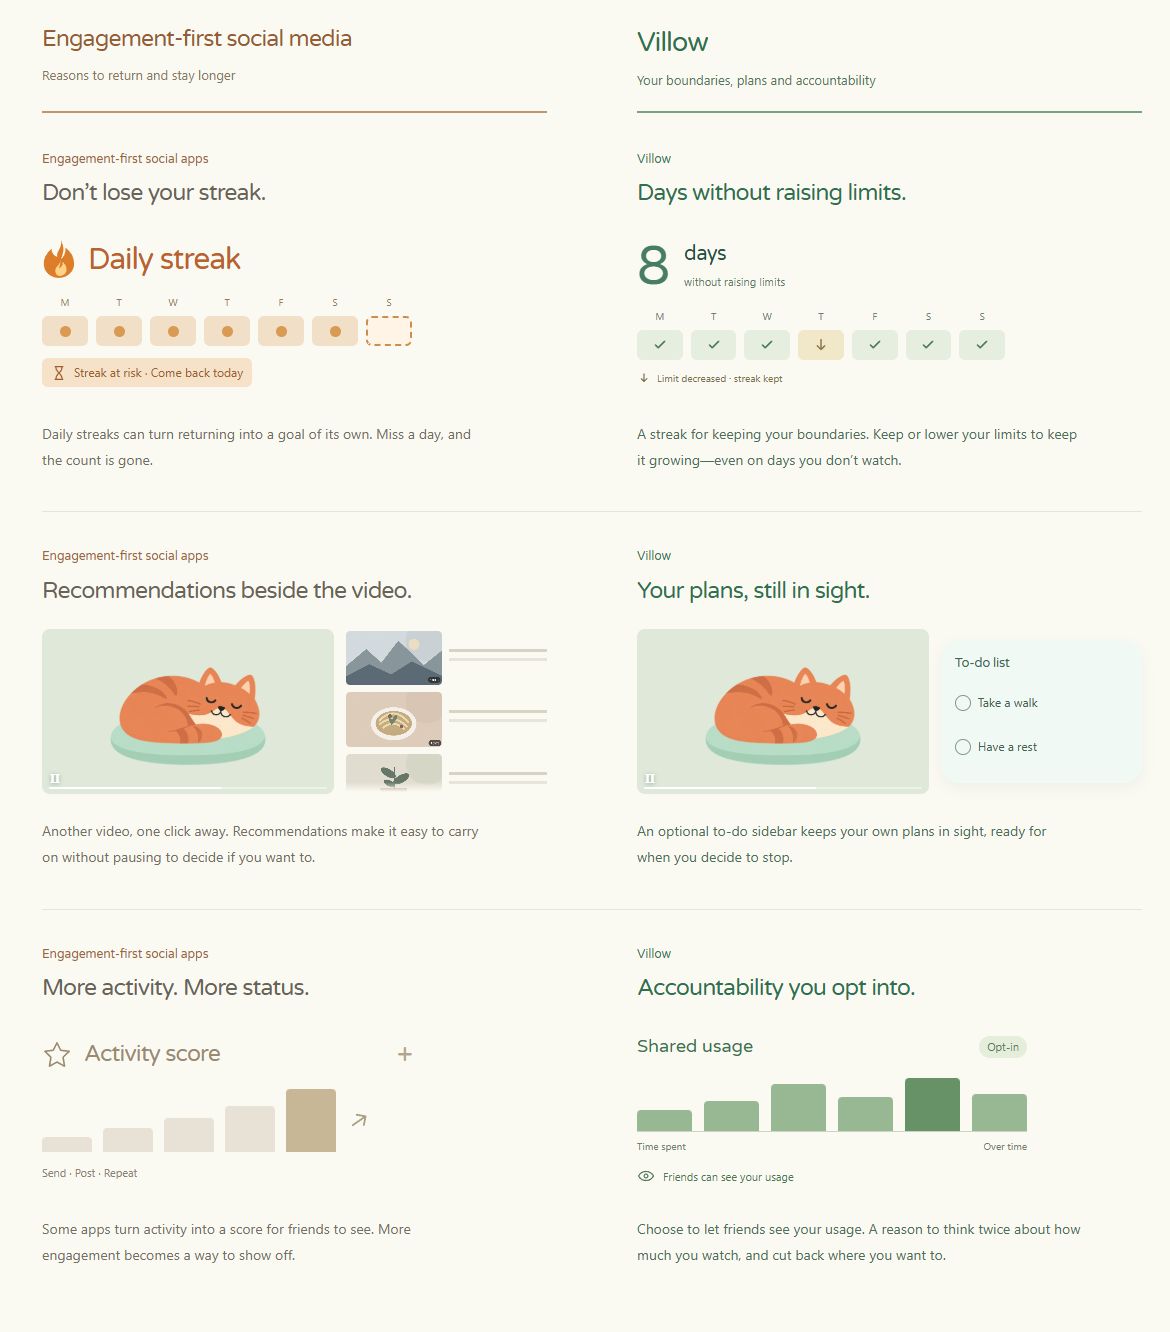 Engagement-first social media
Reasons to return and stay longer
Villow
Your boundaries, plans and accountability
Engagement-first social apps
Don’t lose your streak.
Daily streak
M T W T F S S
Streak at risk · Come back today
Daily streaks can turn returning into a goal of its own. Miss a day, and
the count is gone.
Villow
Days without raising limits.
8 days
without raising limits
M T W T F S S
Limit decreased · streak kept
A streak for keeping your boundaries. Keep or lower your limits to keep
it growing—even on days you don’t watch.
Engagement-first social apps
Recommendations beside the video.
Another video, one click away. Recommendations make it easy to carry
on without pausing to decide if you want to.
Villow
Your plans, still in sight.
To-do list
Take a walk
Have a rest
An optional to-do sidebar keeps your own plans in sight, ready for
when you decide to stop.
Engagement-first social apps
More activity. More status.
Activity score +
Send · Post · Repeat
Some apps turn activity into a score for friends to see. More
engagement becomes a way to show off.
Villow
Accountability you opt into.
Shared usage
Opt-in
Time spent
Over time
Friends can see your usage
Choose to let friends see your usage. A reason to think twice about how
much you watch, and cut back where you want to.